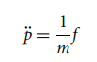 p̈ = 1/m f